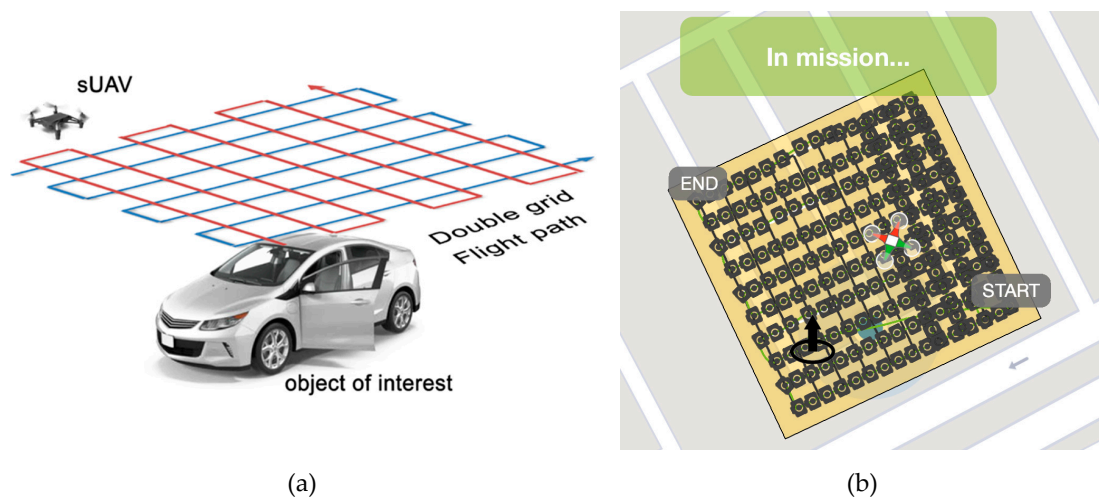 sUAV
Double grid
Flight path
object of interest
(a)
In mission...
END
START
(b)